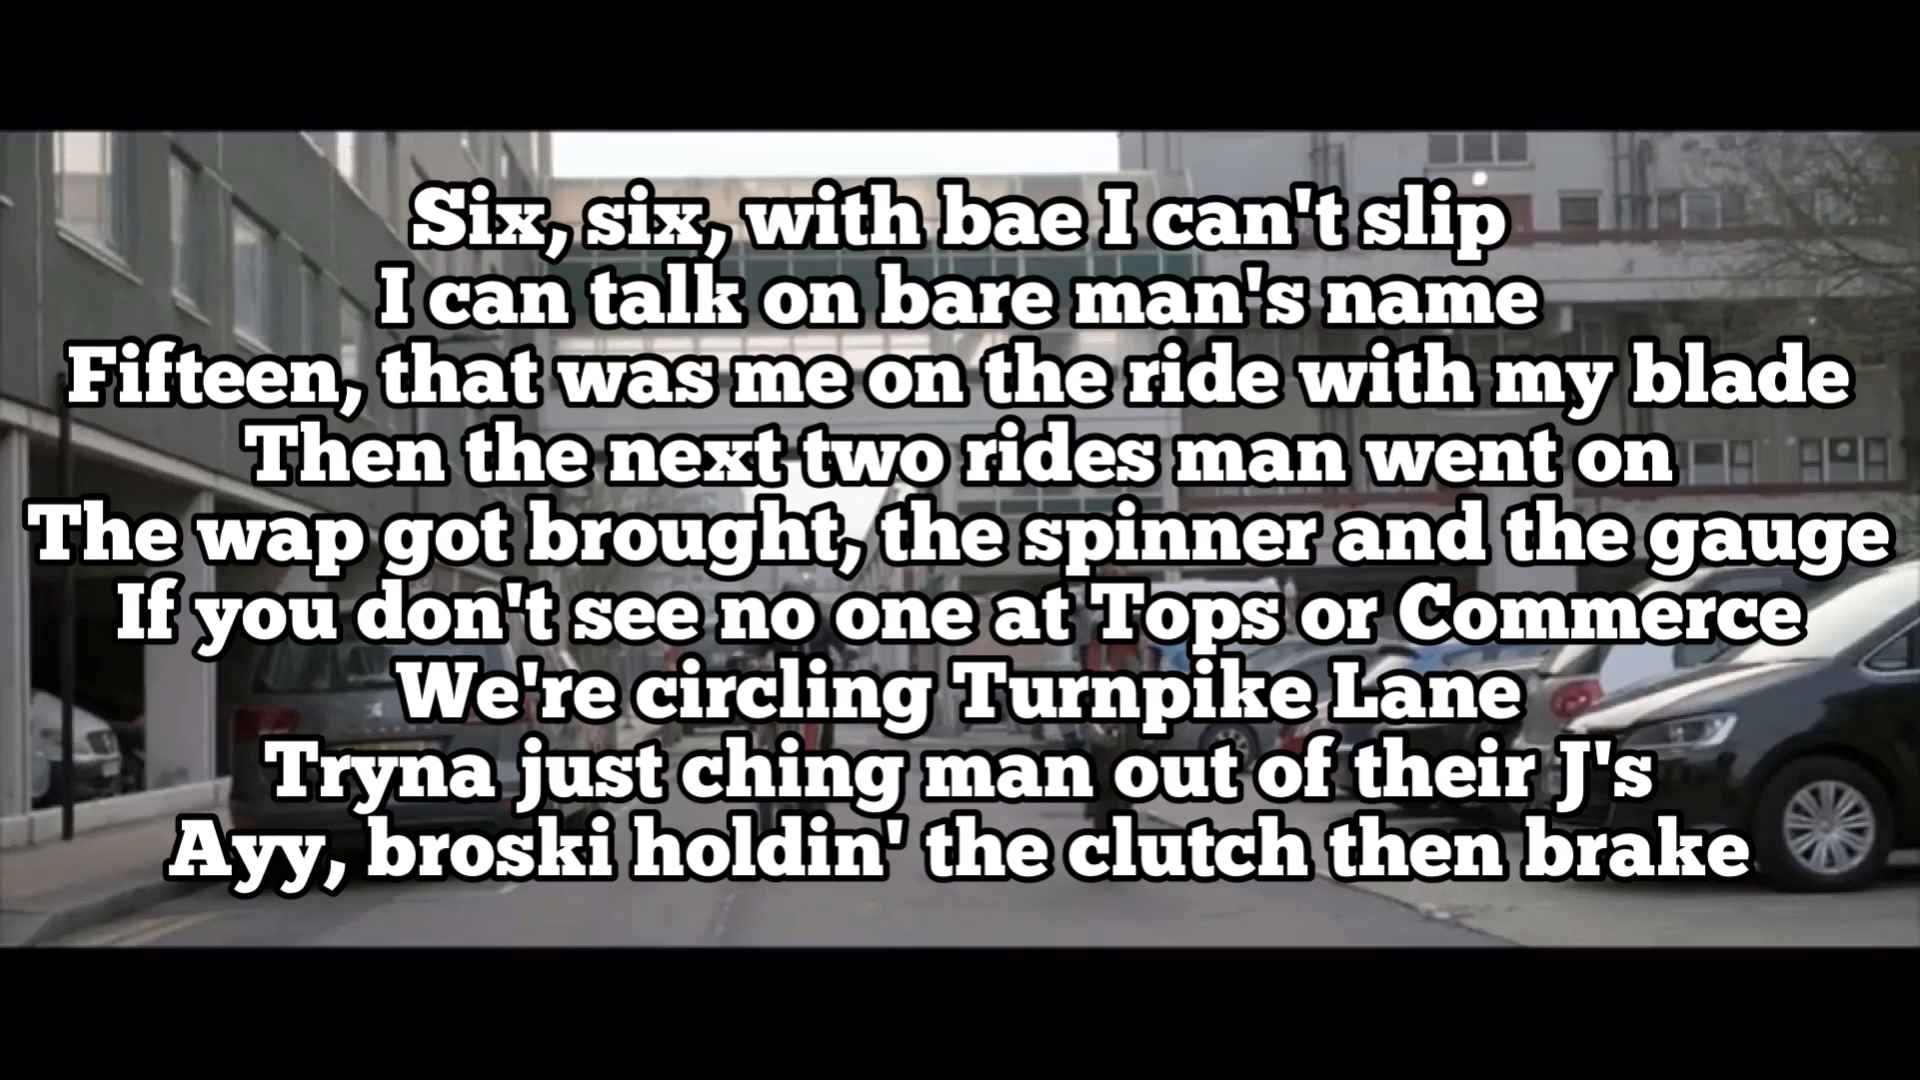 Six, six, with bae I can't slip
I can talk on bare man's name
Fifteen, that was me on the ride with my blade
Then the next two rides man went on
The wap got brought, the spinner and the gauge
If you don't see no one at Tops or Commerce
We're circling Turnpike Lane
Tryna just ching man out of their J's
Ayy, broski holdin' the clutch then brake